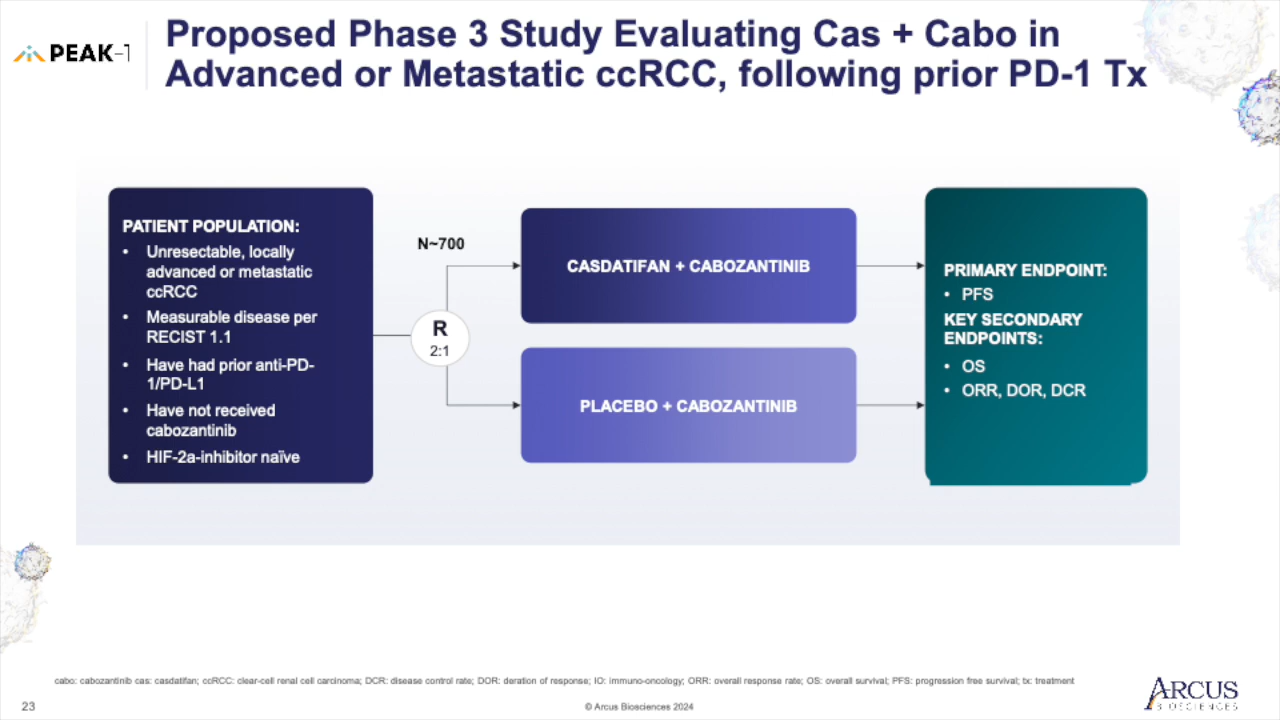 PEAK-1
Proposed Phase 3 Study Evaluating Cas + Cabo in
Advanced or Metastatic ccRCC, following prior PD-1 Tx
PATIENT POPULATION:
• Unresectable, locally
advanced or metastatic
ccRCC
• Measurable disease per
RECIST 1.1
• Have had prior anti-PD-
1/PD-L1
• Have not received
cabozantinib
• HIF-2a-inhibitor naïve
N~700
R
2:1
CASDATIFAN + CABOZANTINIB
PLACEBO + CABOZANTINIB
PRIMARY ENDPOINT:
• PFS
KEY SECONDARY
ENDPOINTS:
• OS
• ORR, DOR, DCR
cabo: cabozantinib cas: casdatifan; ccRCC: clear-cell renal cell carcinoma; DCR: disease control rate; DOR: deration of response; IO: immuno-oncology; ORR: overall response rate; OS: overall survival; PFS: progression free survival; tx: treatment
23
© Arcus Biosciences 2024
ARCUS
BIOSCIENCES